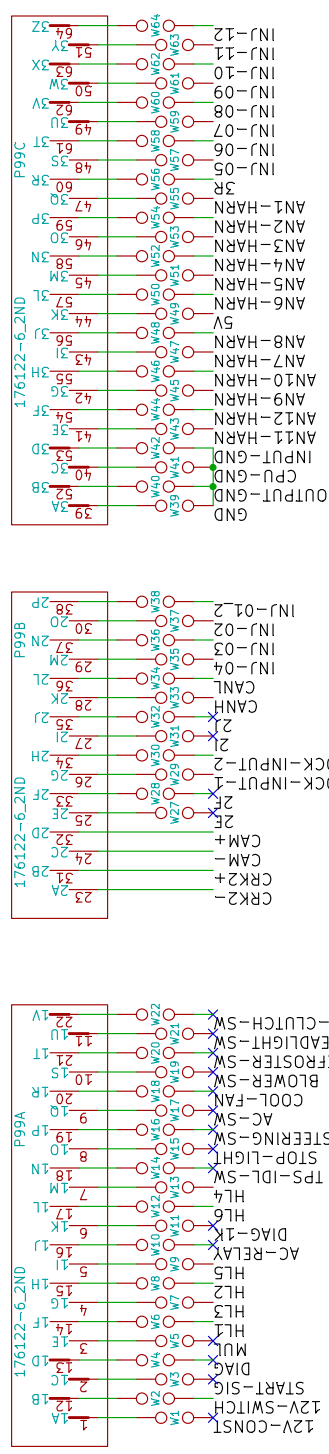 P99C
176122-6_2ND
3Z 64 W64 INJ-12
3Y 51 W63 INJ-11
3X 63 W62 INJ-10
3W 50 W61 INJ-09
3V 62 W60 INJ-08
3U 49 W59 INJ-07
3T 61 W58 INJ-06
3S 48 W57 INJ-05
3R 60 W56 3R
3Q 47 W55 AN1-HARN
3P 59 W54 AN2-HARN
3O 46 W53 AN3-HARN
3N 58 W52 AN4-HARN
3M 45 W51 AN5-HARN
3L 57 W50 AN6-HARN
3K 44 W49 5V
3J 56 W48 AN8-HARN
3I 43 W47 AN7-HARN
3H 55 W46 AN10-HARN
3G 42 W45 AN9-HARN
3F 54 W44 AN12-HARN
3E 41 W43 AN11-HARN
3D 53 W42 INPUT-GND
3C 40 W41 CPU-GND
3B 52 W40 OUTPUT-GND
3A 39 W39 GND
P99B
176122-6_2ND
2P 38 W38 INJ-01_2
2O 30 W37 INJ-02
2N 37 W36 INJ-03
2M 29 W35 INJ-04
2L 36 W34 CANL
2K 28 W33 CANH
2J 35 W32 2J
2I 27 W31 2I
2H 34 W30 OCK-INPUT-2
2G 26 W29 OCK-INPUT-1
2F 33 W28 2F
2E 25 W27 2E
2D 32 CAM+
2C 24 CAM-
2B 31 CRK2+
2A 23 CRK2-
P99A
176122-6_2ND
1V 22 W22 -CLUTCH-SW
1U 11 W21 EADLIGHT-SW
1T 21 W20 EFROSTER-SW
1S 10 W19 BLOWER-SW
1R 20 W18 COOL-FAN
1Q 9 W17 AC-SW
1P 19 W16 STEERING-SW
1O 8 W15 STOP-LIGHT
1N 18 W14 TPS-IDL-SW
1M 7 W13 HL4
1L 17 W12 HL6
1K 6 W11 DIAG-1K
1J 16 W10 AC-RELAY
1I 5 W9 HL5
1H 15 W8 HL2
1G 4 W7 HL3
1F 14 W6 HL1
1E 3 W5 MUL
1D 13 W4 DIAG
1C 2 W3 START-SIG
1B 12 W2 12V-SWITCH
1A 1 W1 12V-CONST